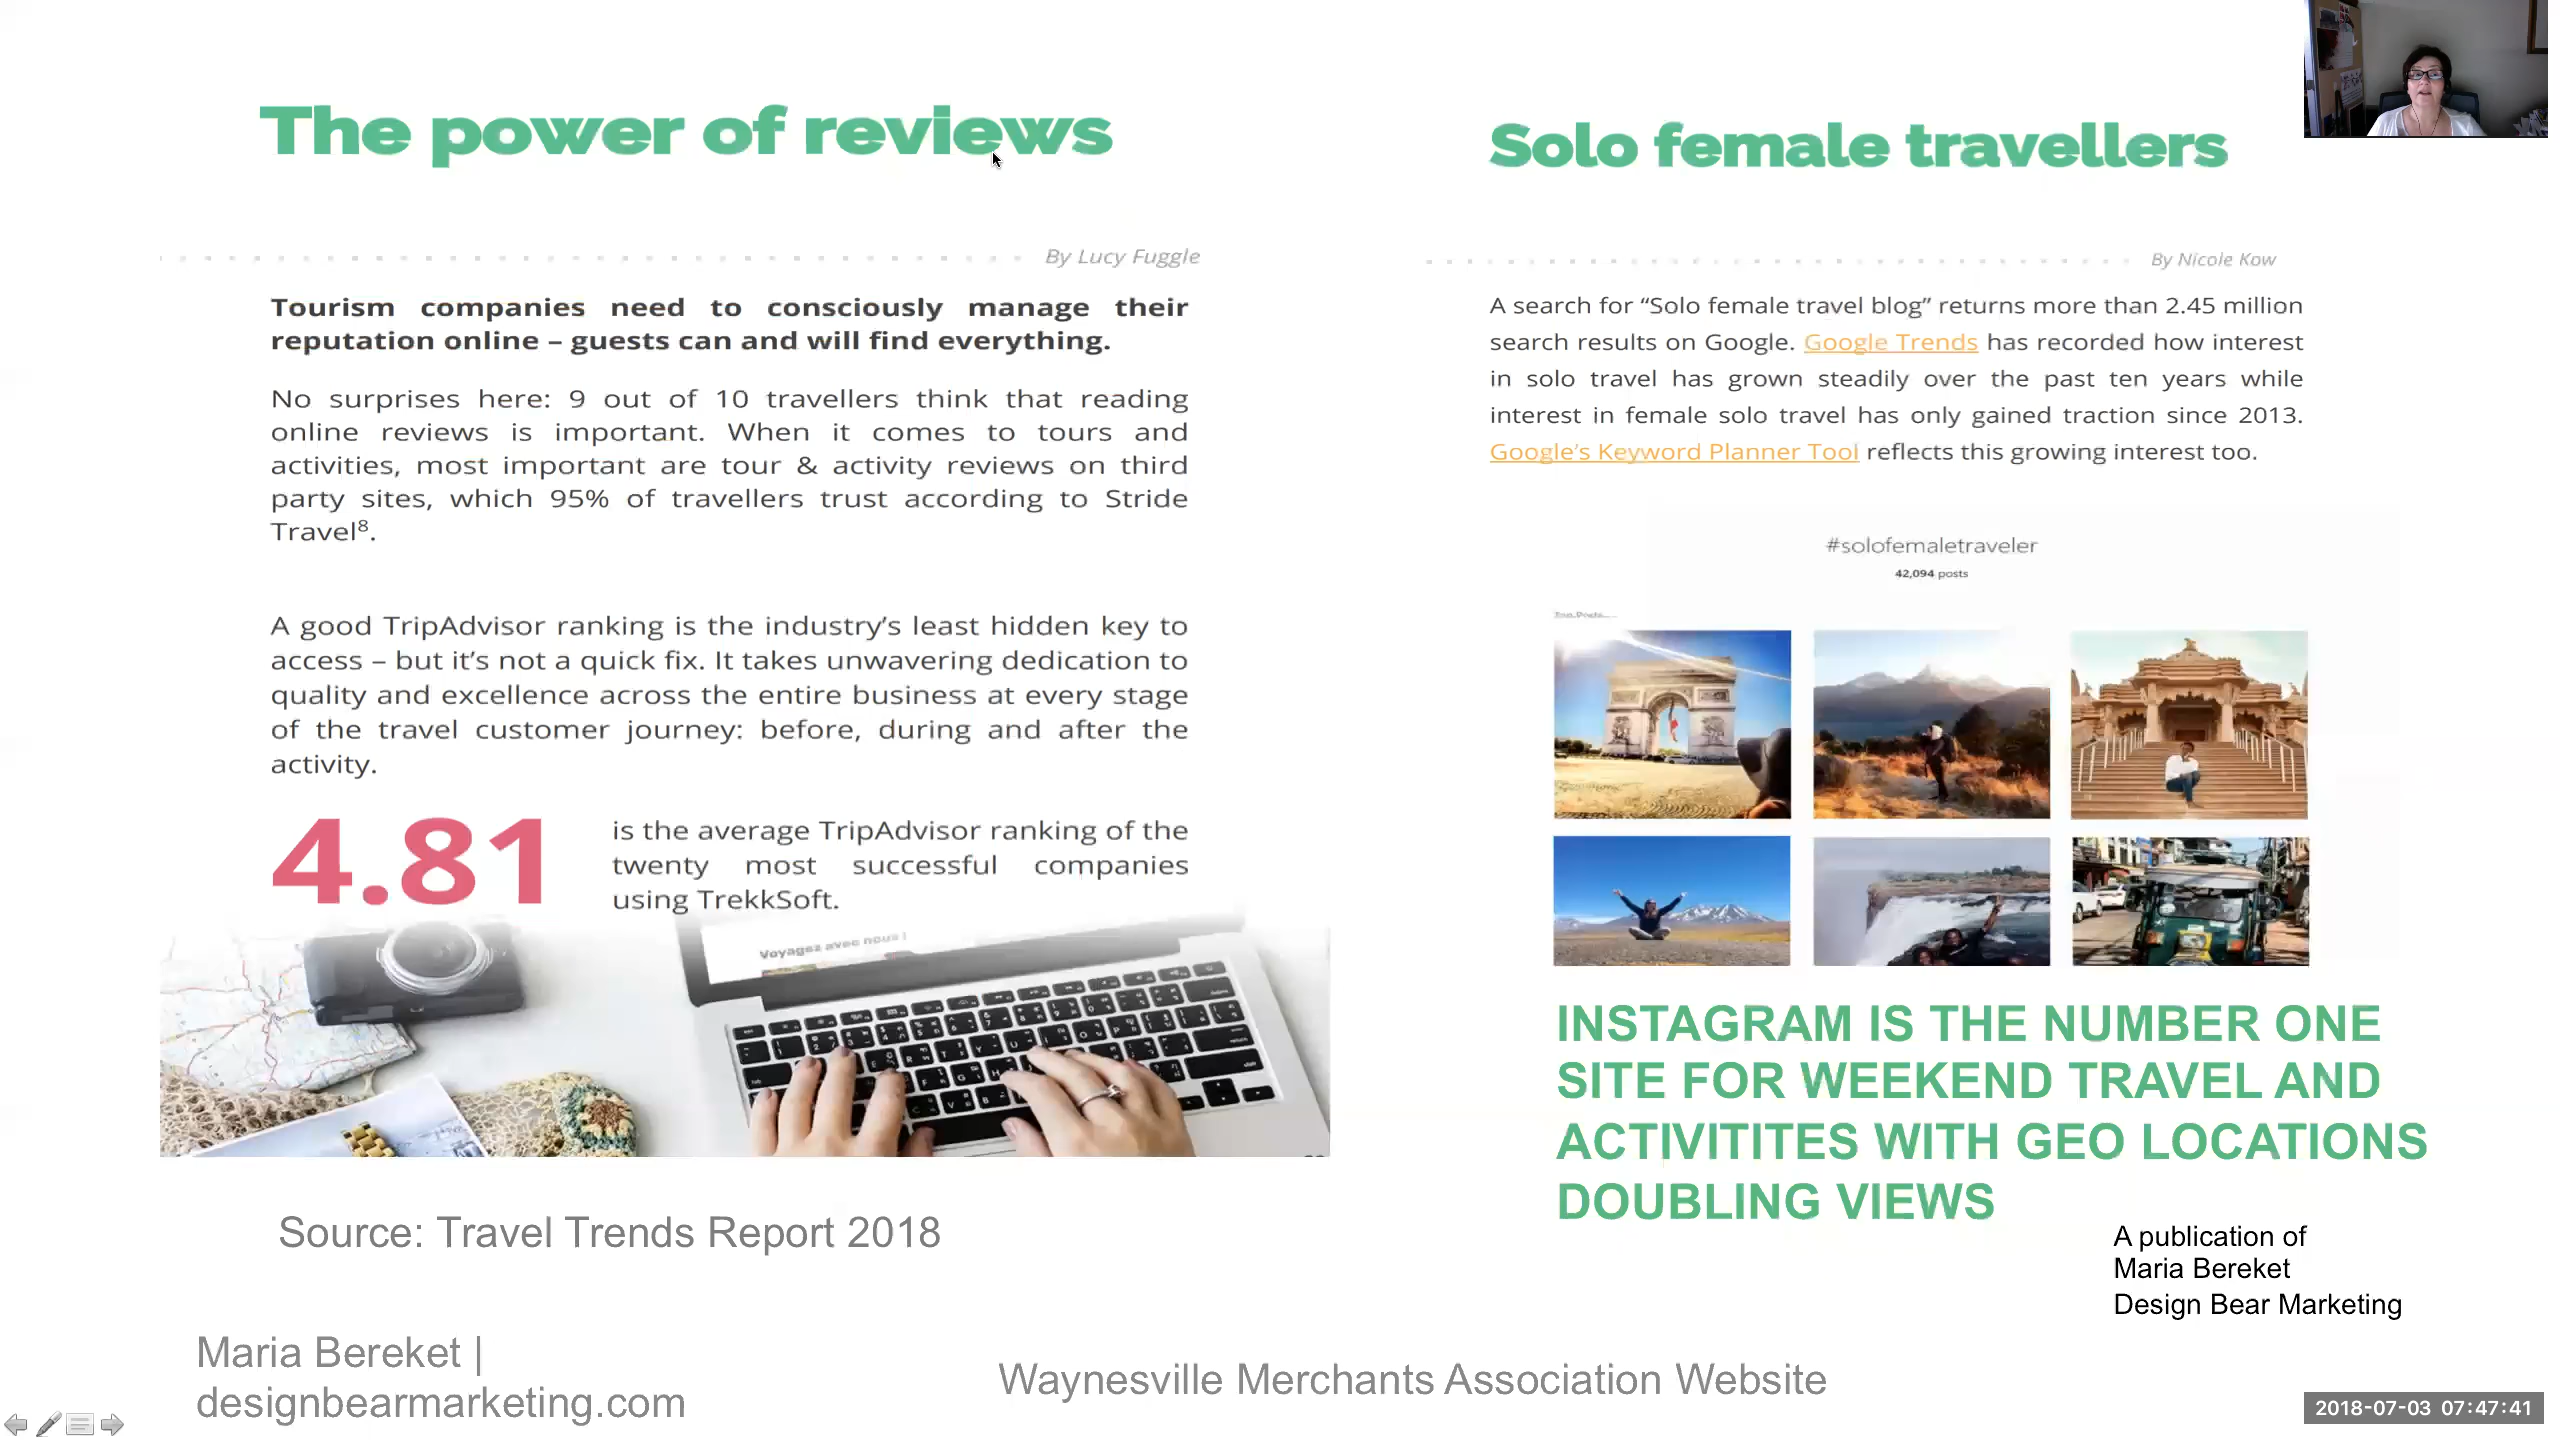 The power of reviews
By Lucy Fuggle
Tourism companies need to consciously manage their
reputation online – guests can and will find everything.
No surprises here: 9 out of 10 travellers think that reading
online reviews is important. When it comes to tours and
activities, most important are tour & activity reviews on third
party sites, which 95% of travellers trust according to Stride
Travel⁸.
A good TripAdvisor ranking is the industry’s least hidden key to
access – but it’s not a quick fix. It takes unwavering dedication to
quality and excellence across the entire business at every stage
of the travel customer journey: before, during and after the
activity.
4.81
is the average TripAdvisor ranking of the
twenty most successful companies
using TrekkSoft.
Voyagez avec nous !
Source: Travel Trends Report 2018
Solo female travellers
By Nicole Kow
A search for “Solo female travel blog” returns more than 2.45 million
search results on Google. Google Trends has recorded how interest
in solo travel has grown steadily over the past ten years while
interest in female solo travel has only gained traction since 2013.
Google’s Keyword Planner Tool reflects this growing interest too.
#solofemaletraveler
42,094 posts
INSTAGRAM IS THE NUMBER ONE
SITE FOR WEEKEND TRAVEL AND
ACTIVITITES WITH GEO LOCATIONS
DOUBLING VIEWS
A publication of
Maria Bereket
Design Bear Marketing
Maria Bereket |
designbearmarketing.com
Waynesville Merchants Association Website
2018-07-03 07:47:41